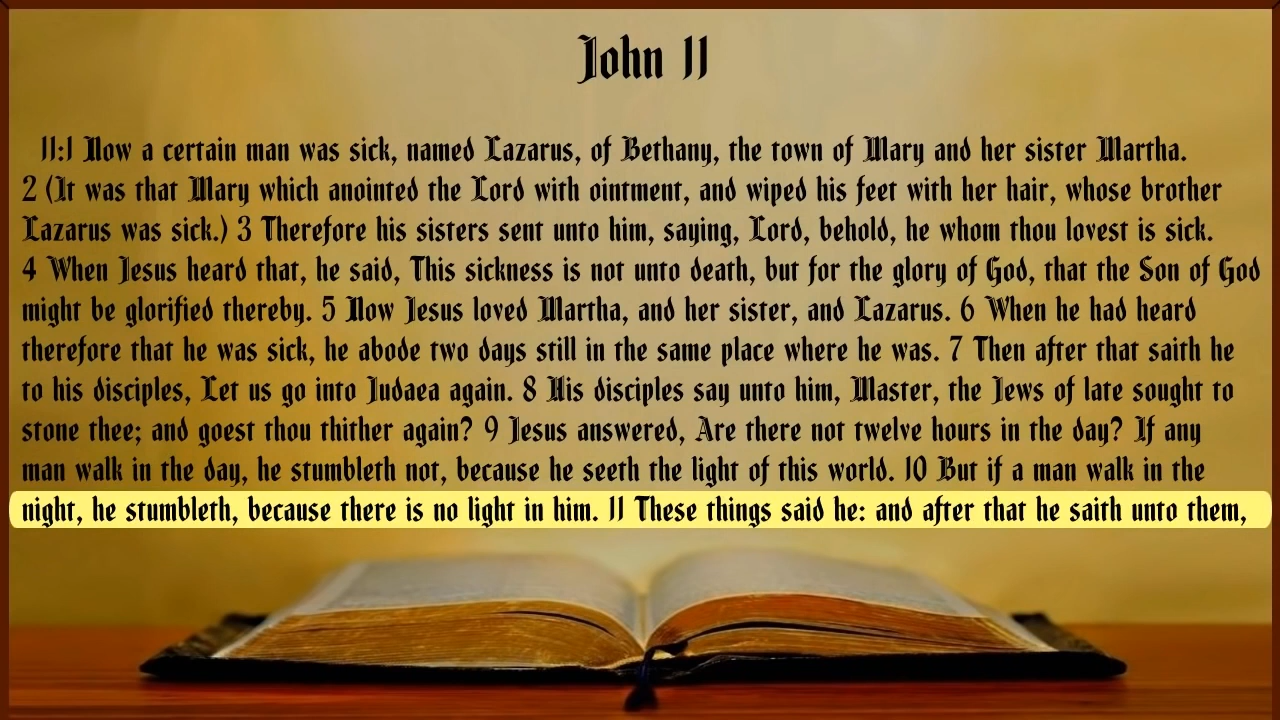 John 11
11:1 Now a certain man was sick, named Lazarus, of Bethany, the town of Mary and her sister Martha.
2 (It was that Mary which anointed the Lord with ointment, and wiped his feet with her hair, whose brother
Lazarus was sick.) 3 Therefore his sisters sent unto him, saying, Lord, behold, he whom thou lovest is sick.
4 When Jesus heard that, he said, This sickness is not unto death, but for the glory of God, that the Son of God
might be glorified thereby. 5 Now Jesus loved Martha, and her sister, and Lazarus. 6 When he had heard
therefore that he was sick, he abode two days still in the same place where he was. 7 Then after that saith he
to his disciples, Let us go into Judaea again. 8 His disciples say unto him, Master, the Jews of late sought to
stone thee; and goest thou thither again? 9 Jesus answered, Are there not twelve hours in the day? If any
man walk in the day, he stumbleth not, because he seeth the light of this world. 10 But if a man walk in the
night, he stumbleth, because there is no light in him. 11 These things said he: and after that he saith unto them,